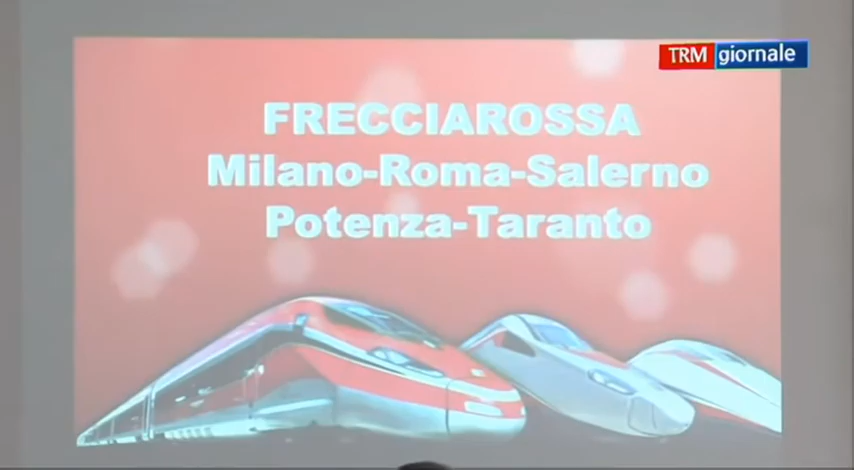 TRM giornale
FRECCIAROSSA
Milano-Roma-Salerno
Potenza-Taranto